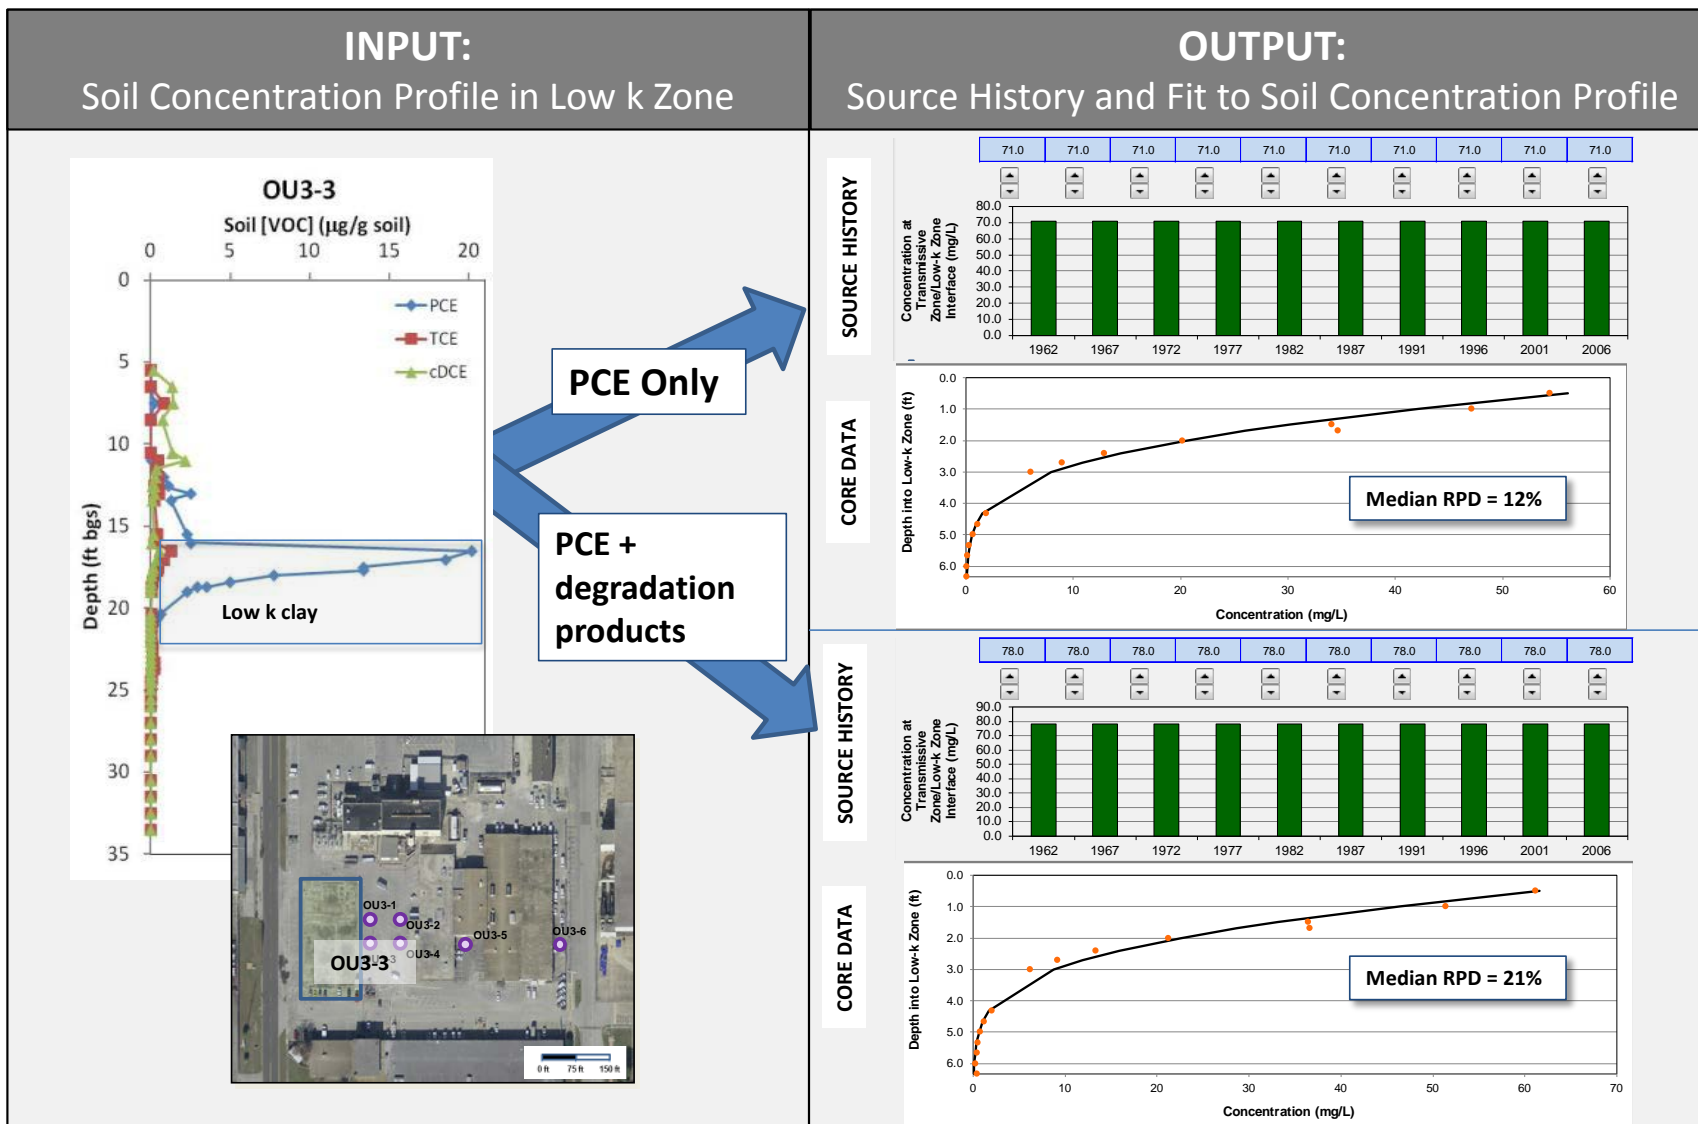 INPUT:
Soil Concentration Profile in Low k Zone
OUTPUT:
Source History and Fit to Soil Concentration Profile
OU3-3
Soil [VOC] (µg/g soil)
0 5 10 15 20
0
5
10
15
20
25
30
35
Depth (ft bgs)
PCE
TCE
cDCE
Low k clay
PCE Only
PCE +
degradation
products
OU3-1
OU3-2
OU3-4
OU3-5
OU3-6
OU3-3
0 ft 75 ft 150 ft
SOURCE HISTORY
71.0 71.0 71.0 71.0 71.0 71.0 71.0 71.0 71.0 71.0
Concentration at
Transmissive
Zone/Low-k Zone
Interface (mg/L)
80.0
70.0
60.0
50.0
40.0
30.0
20.0
10.0
0.0
1962 1967 1972 1977 1982 1987 1991 1996 2001 2006
CORE DATA
Depth into Low-k Zone (ft)
0.0
1.0
2.0
3.0
4.0
5.0
6.0
Median RPD = 12%
0 10 20 30 40 50 60
Concentration (mg/L)
SOURCE HISTORY
78.0 78.0 78.0 78.0 78.0 78.0 78.0 78.0 78.0 78.0
Concentration at
Transmissive
Zone/Low-k Zone
Interface (mg/L)
90.0
80.0
70.0
60.0
50.0
40.0
30.0
20.0
10.0
0.0
1962 1967 1972 1977 1982 1987 1991 1996 2001 2006
CORE DATA
Depth into Low-k Zone (ft)
0.0
1.0
2.0
3.0
4.0
5.0
6.0
Median RPD = 21%
0 10 20 30 40 50 60 70
Concentration (mg/L)